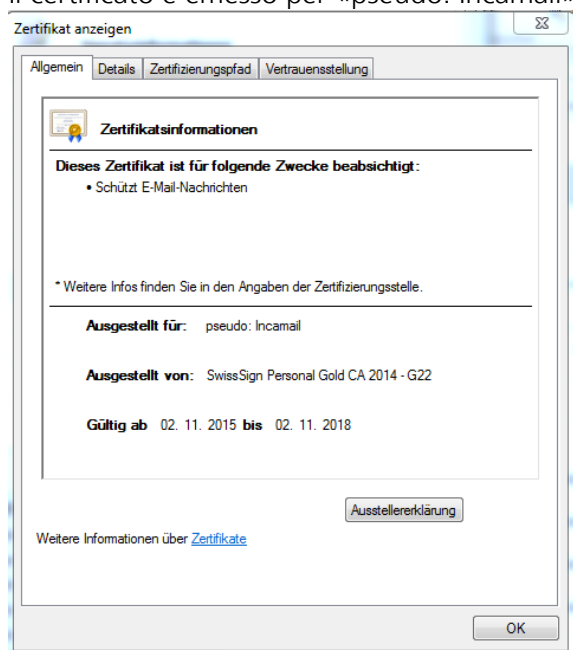 Il certificato è emesso per «pseudo: Incamail»
Zertifikat anzeigen
Allgemein Details Zertifizierungspfad Vertrauensstellung
Zertifikatsinformationen
Dieses Zertifikat ist für folgende Zwecke beabsichtigt:
• Schützt E-Mail-Nachrichten
* Weitere Infos finden Sie in den Angaben der Zertifizierungsstelle.
Ausgestellt für: pseudo: Incamail
Ausgestellt von: SwissSign Personal Gold CA 2014 - G22
Gültig ab 02. 11. 2015 bis 02. 11. 2018
Ausstellererklärung
Weitere Informationen über Zertifikate
OK